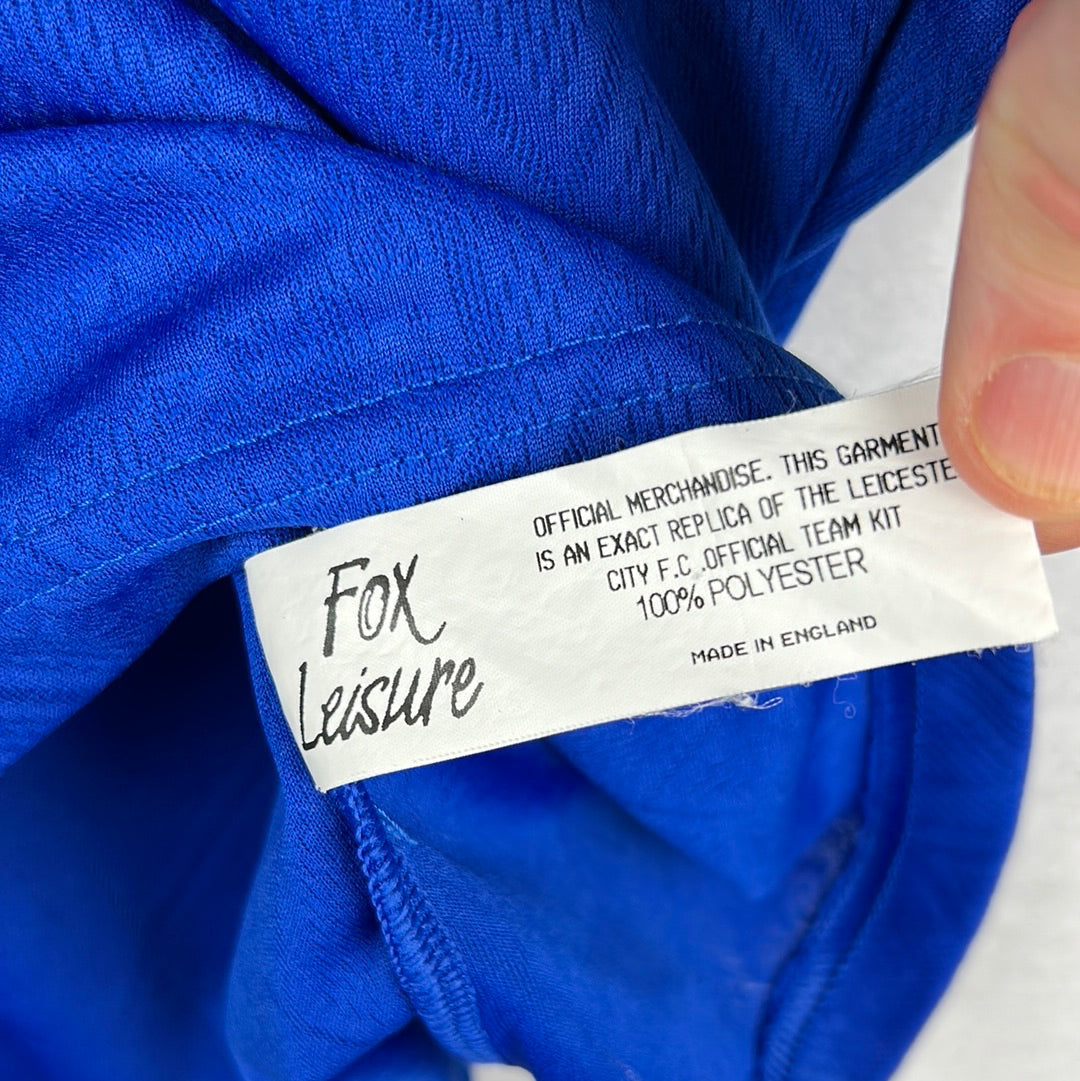 Fox
Leisure
OFFICIAL MERCHANDISE. THIS GARMENT
IS AN EXACT REPLICA OF THE LEICESTE
CITY F.C .OFFICIAL TEAM KIT
100% POLYESTER
MADE IN ENGLAND